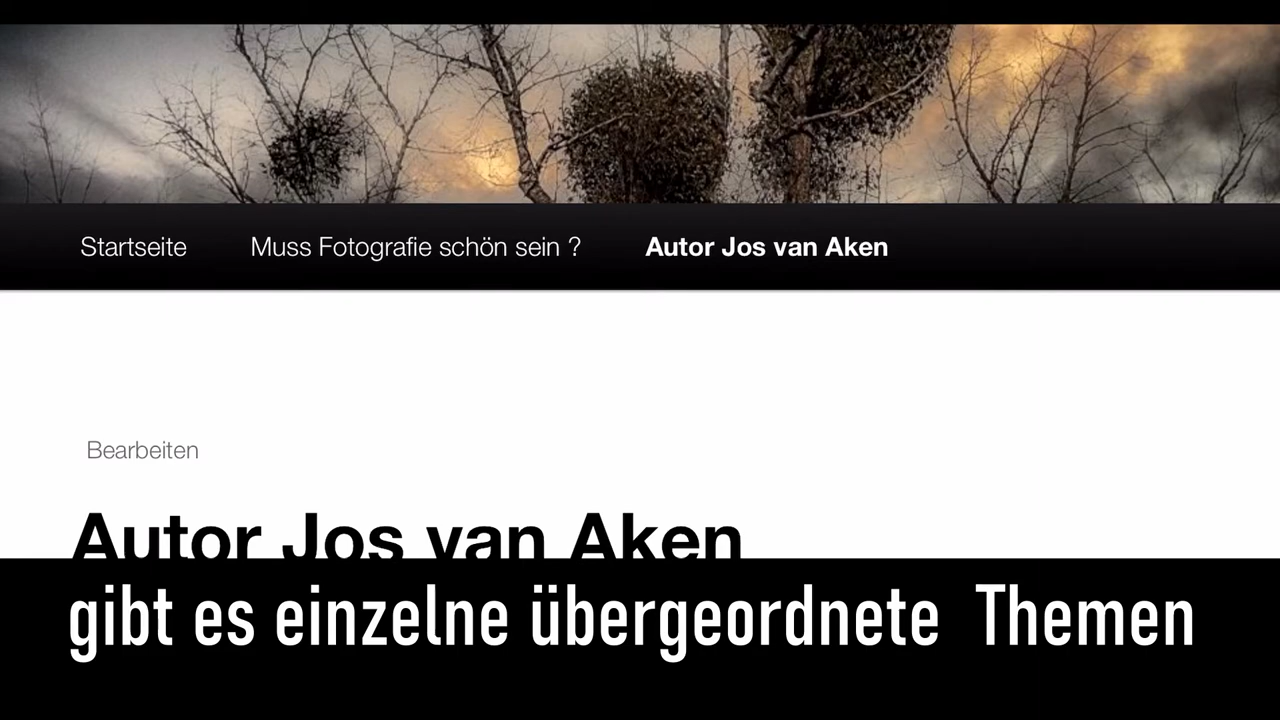 Startseite Muss Fotografie schön sein ? Autor Jos van Aken
Bearbeiten
Autor Jos van Aken
gibt es einzelne übergeordnete Themen